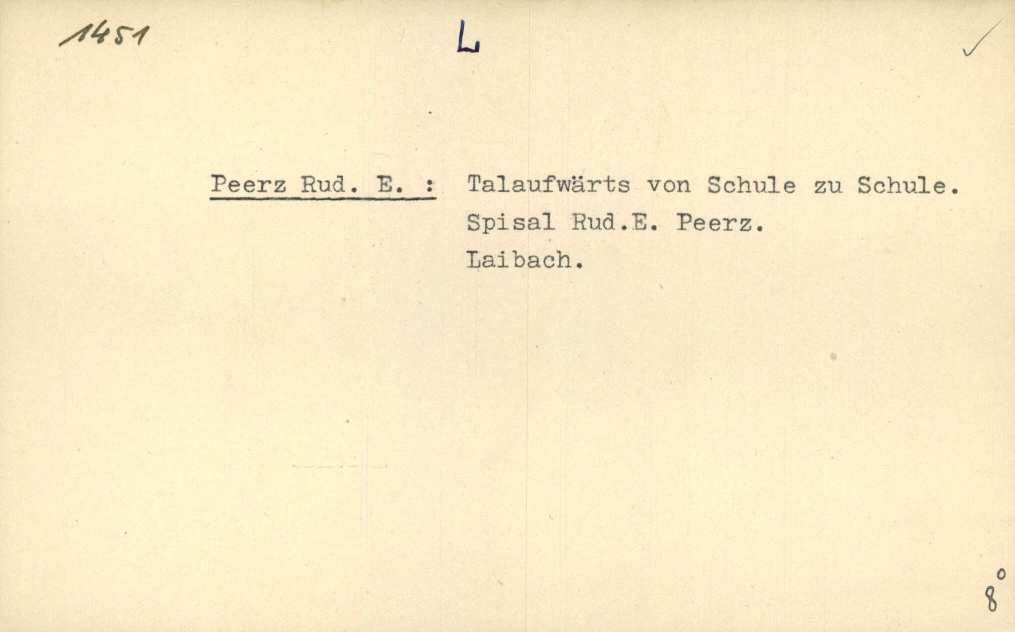 1451
L
✓
Peerz Rud. E. : Talaufwärts von Schule zu Schule.
Spisal Rud.E. Peerz.
Laibach.
8°